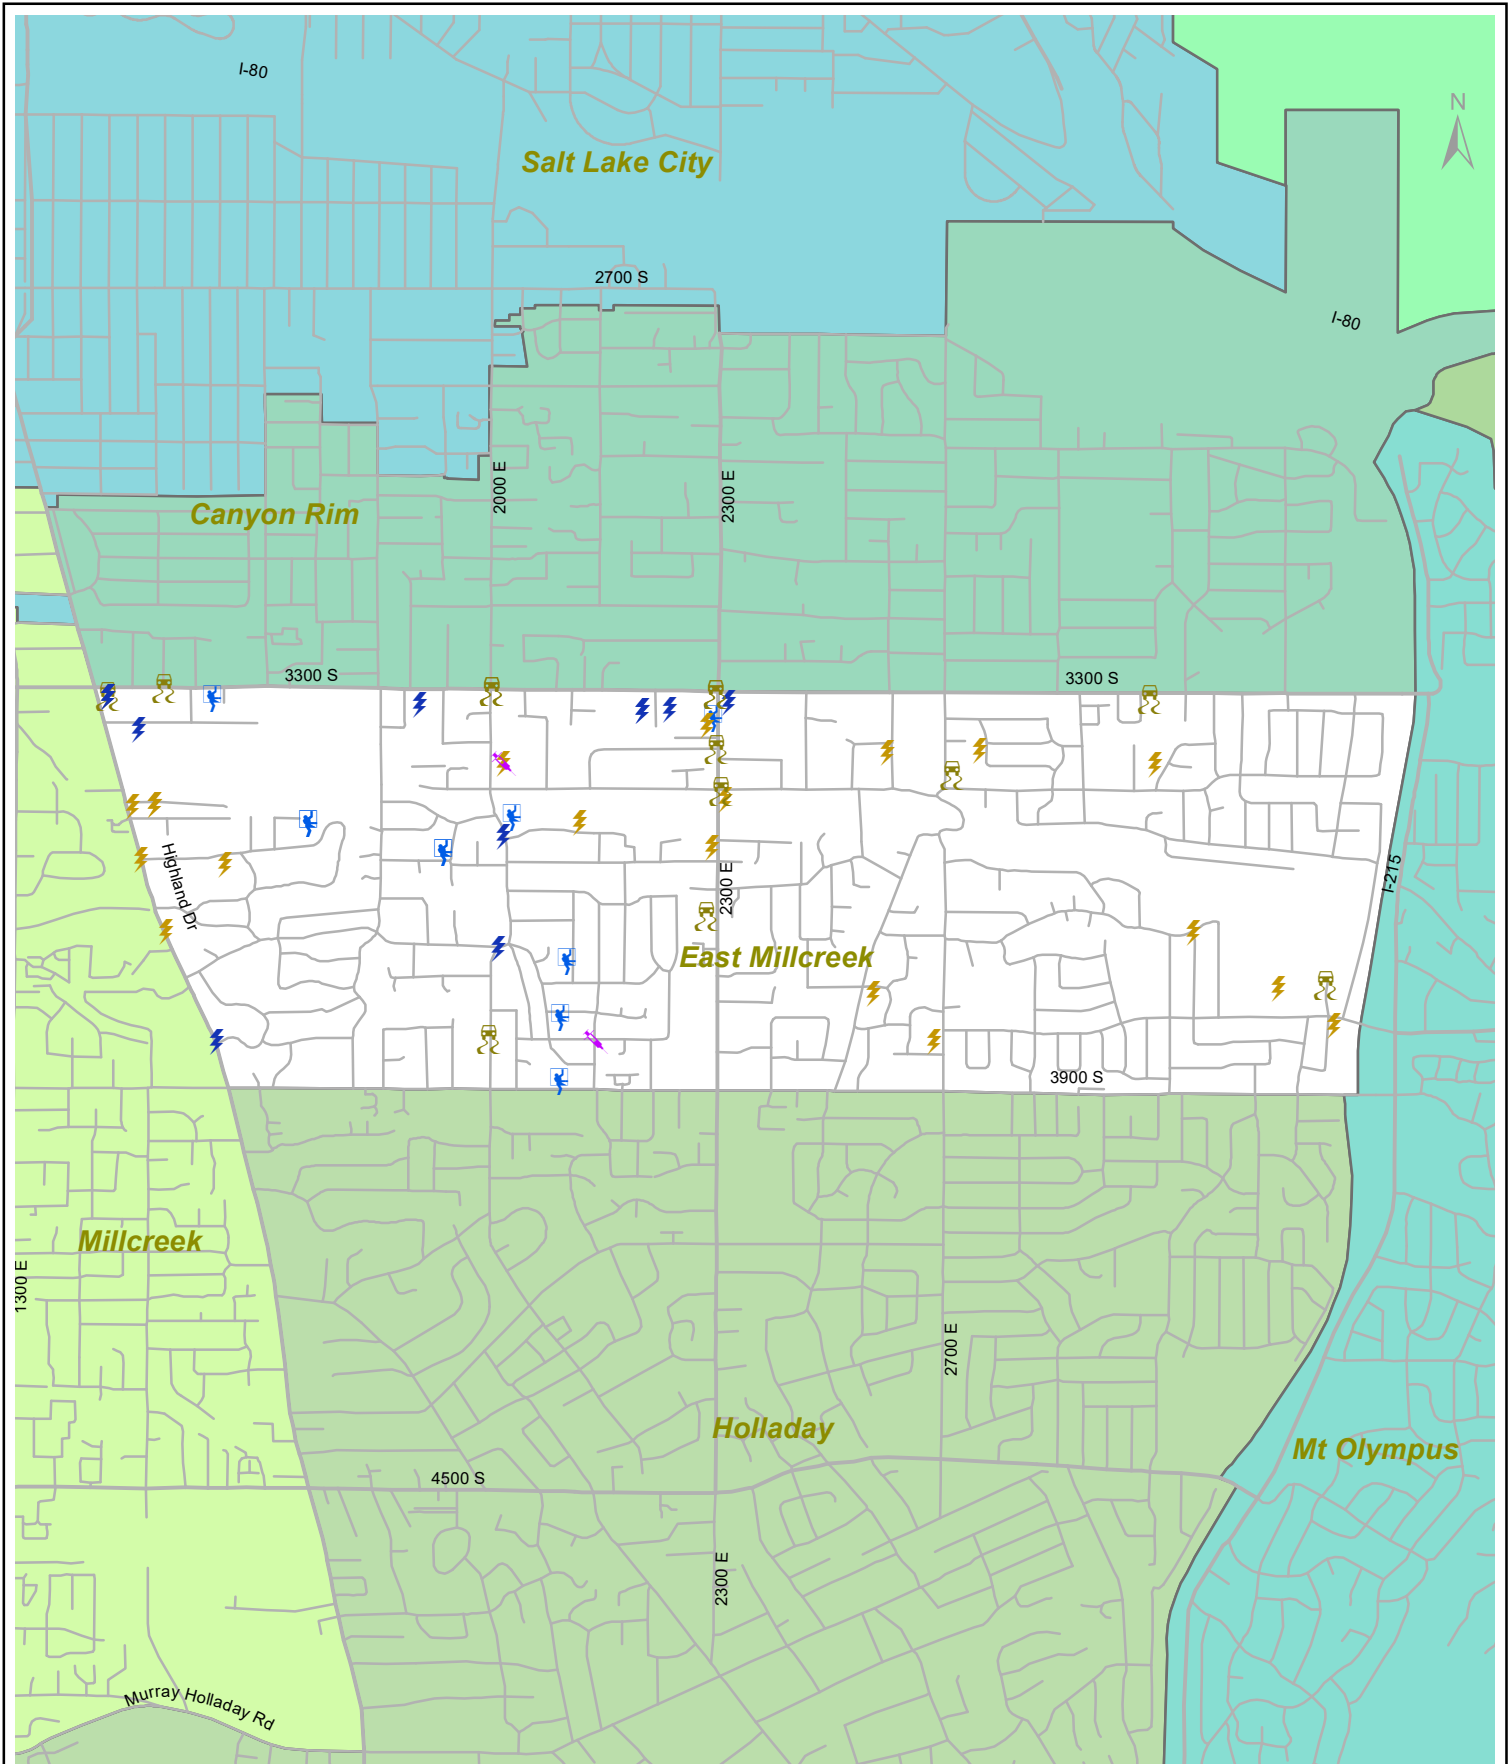 I-80
N
Salt Lake City
2700 S
I-80
2000 E
2300 E
Canyon Rim
3300 S
3300 S
Highland Dr
2300 E
I-215
East Millcreek
3900 S
Millcreek
1300 E
2700 E
Holladay
Mt Olympus
4500 S
2300 E
Murray Holladay Rd